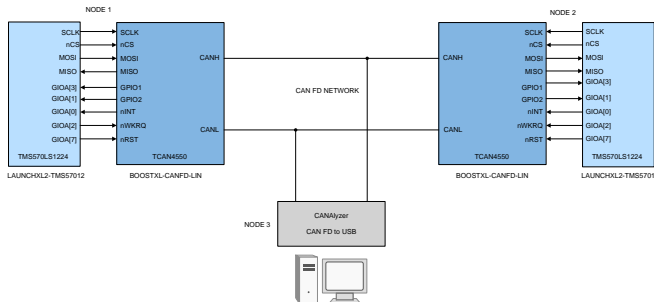 NODE 1
NODE 2
SCLK
nCS
MOSI
MISO
GIOA[3]
GIOA[1]
GIOA[0]
GIOA[2]
GIOA[7]
TMS570LS1224
LAUNCHXL2-TMS57012
SCLK
nCS
MOSI
MISO
GPIO1
GPIO2
nINT
nWKRQ
nRST
CANH
CANL
TCAN4550
BOOSTXL-CANFD-LIN
CAN FD NETWORK
CANH
CANL
SCLK
nCS
MOSI
MISO
GPIO1
GPIO2
nINT
nWKRQ
nRST
TCAN4550
BOOSTXL-CANFD-LIN
SCLK
nCS
MOSI
MISO
GIOA[3]
GIOA[1]
GIOA[0]
GIOA[2]
GIOA[7]
TMS570LS1224
LAUNCHXL2-TMS5701
NODE 3
CANAlyzer
CAN FD to USB